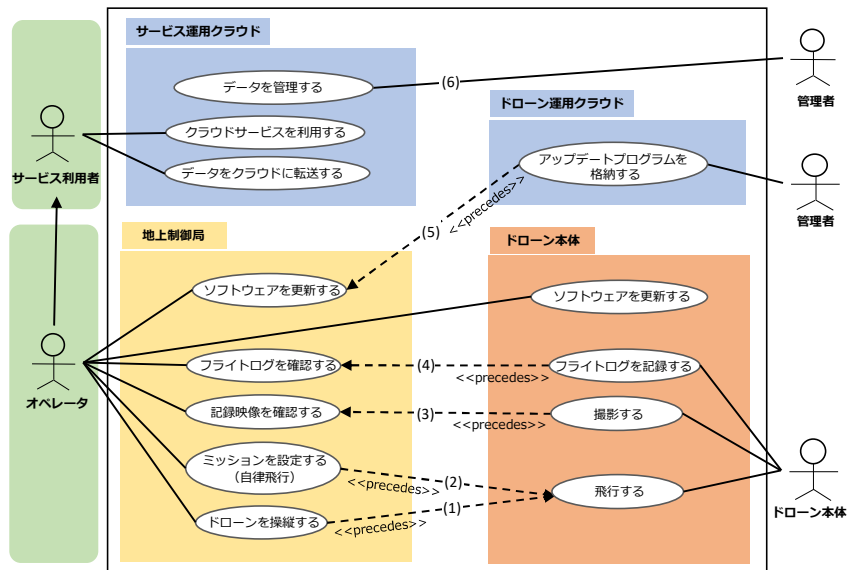 サービス運用クラウド
データを管理する
(6)
管理者
クラウドサービスを利用する
ドローン運用クラウド
サービス利用者
データをクラウドに転送する
アップデートプログラムを
格納する
<<precedes>>
管理者
(5)
地上制御局
ドローン本体
ソフトウェアを更新する
ソフトウェアを更新する
フライトログを確認する
(4)
<<precedes>>
フライトログを記録する
オペレータ
記録映像を確認する
(3)
<<precedes>>
撮影する
ミッションを設定する
(自律飛行)
(2)
<<precedes>>
飛行する
ドローン本体
ドローンを操縦する
(1)
<<precedes>>